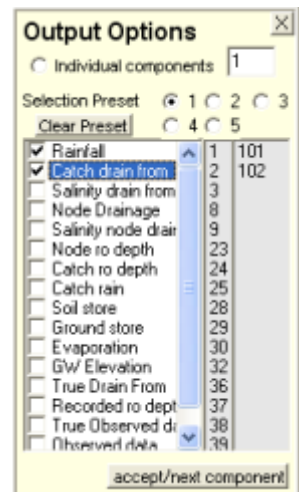 Output Options
Individual components 1
Selection Preset 1 2 3
Clear Preset 4 5
Rainfall 1 101
Catch drain from 2 102
Salinity drain from 3
Node Drainage 8
Salinity node drair 9
Node ro depth 23
Catch ro depth 24
Catch rain 25
Soil store 28
Ground store 29
Evaporation 30
GW Elevation 32
True Drain From 36
Recorded ro dept 37
True Observed da 38
Observed data 39
accept/next component